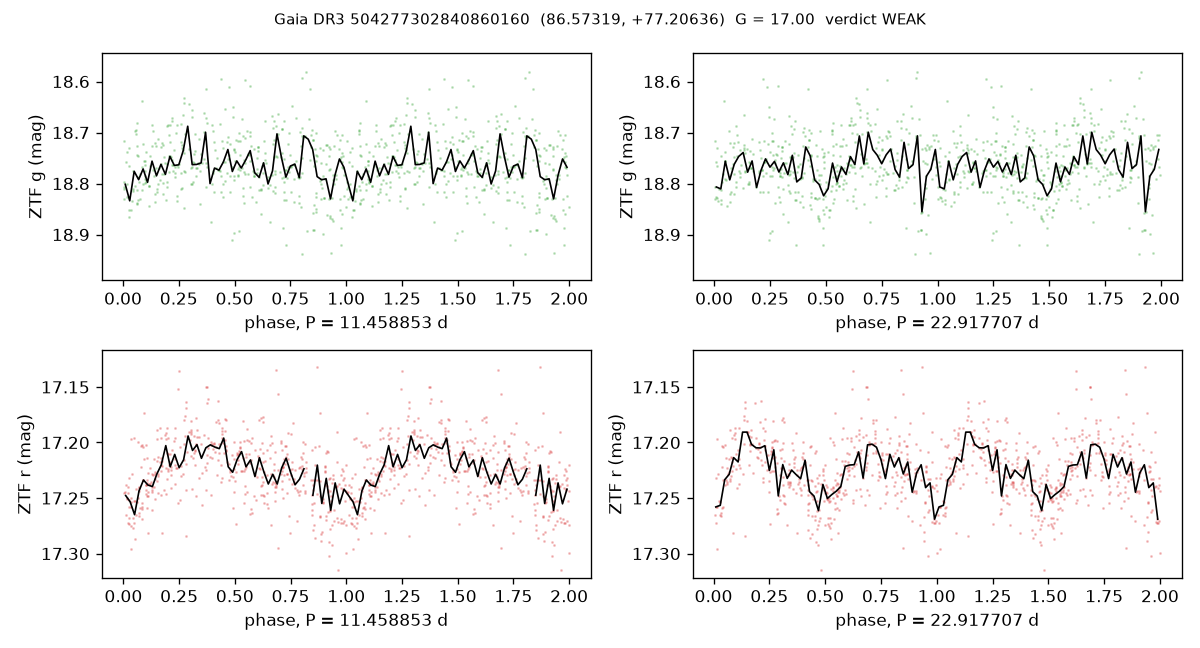 Gaia DR3 504277302840860160 (86.57319, +77.20636) G = 17.00 verdict WEAK
ZTF g (mag)
18.6
18.7
18.8
18.9
0.00 0.25 0.50 0.75 1.00 1.25 1.50 1.75 2.00
phase, P = 11.458853 d
ZTF g (mag)
18.6
18.7
18.8
18.9
0.00 0.25 0.50 0.75 1.00 1.25 1.50 1.75 2.00
phase, P = 22.917707 d
ZTF r (mag)
17.15
17.20
17.25
17.30
0.00 0.25 0.50 0.75 1.00 1.25 1.50 1.75 2.00
phase, P = 11.458853 d
ZTF r (mag)
17.15
17.20
17.25
17.30
0.00 0.25 0.50 0.75 1.00 1.25 1.50 1.75 2.00
phase, P = 22.917707 d